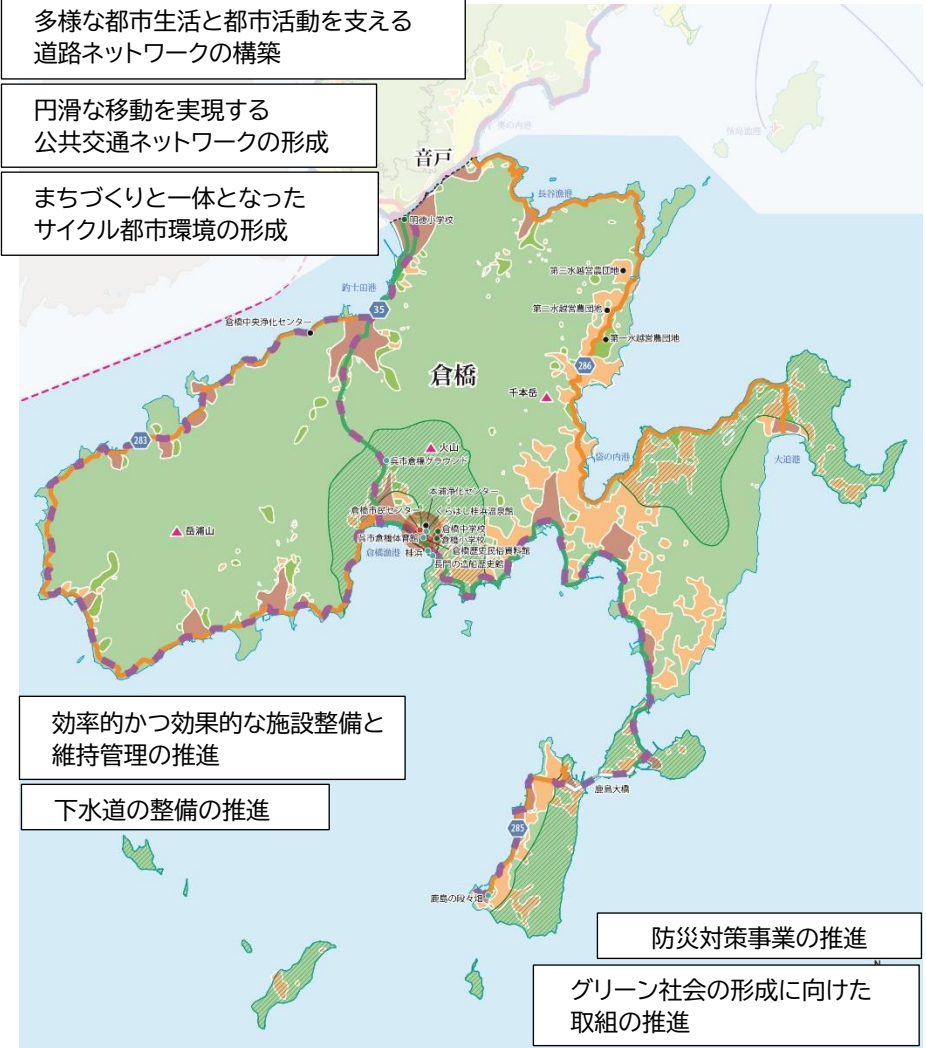 多様な都市生活と都市活動を支える
道路ネットワークの構築
円滑な移動を実現する
公共交通ネットワークの形成
まちづくりと一体となった
サイクル都市環境の形成
奥の内港
情島漁港
音戸
長谷漁港
明徳小学校
釣士田港
第三水越営農団地
35
第二水越営農団地
倉橋中央浄化センター
第一水越営農団地
倉橋
286
千本岳
283
火山
呉市倉橋グラウンド
袋の内港
大迫港
本浦浄化センター
倉橋市民センター
くらはし桂浜温泉館
岳浦山
倉橋中学校
呉市倉橋体育館
倉橋小学校
倉橋漁港
桂浜
倉橋歴史民俗資料館
長門の造船歴史館
効率的かつ効果的な施設整備と
維持管理の推進
鹿島大橋
下水道の整備の推進
285
鹿島の段々畑
防災対策事業の推進
グリーン社会の形成に向けた
取組の推進